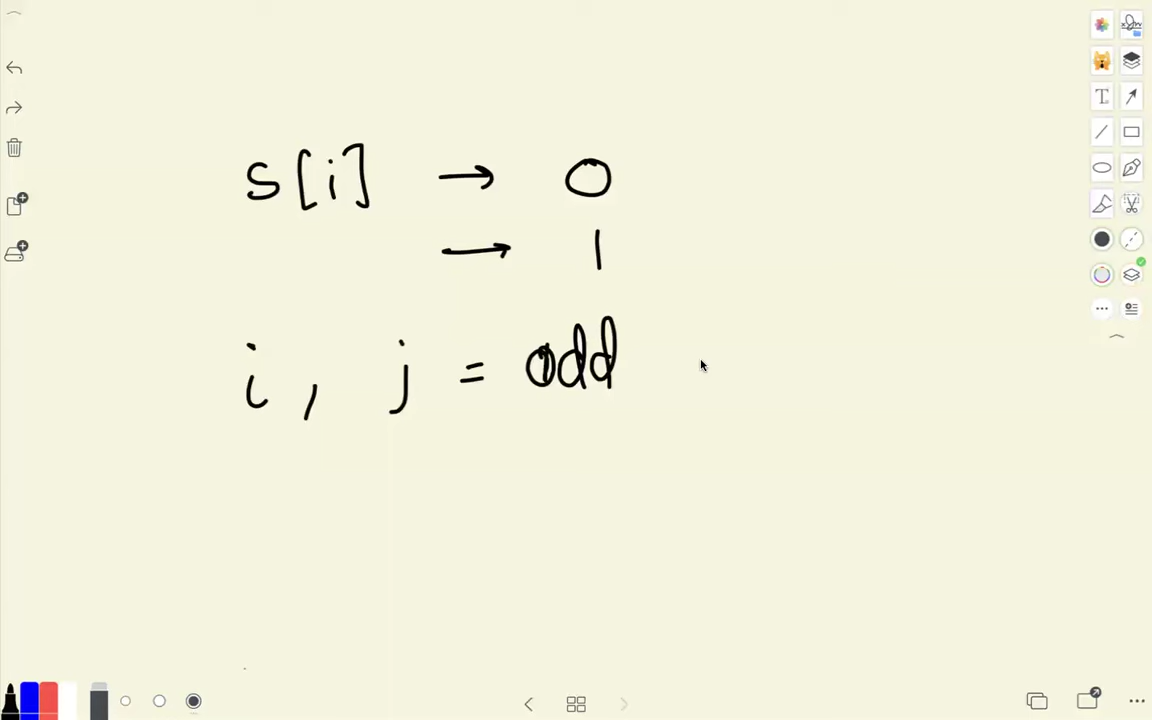 s[i] → 0
→ 1
i, j = odd